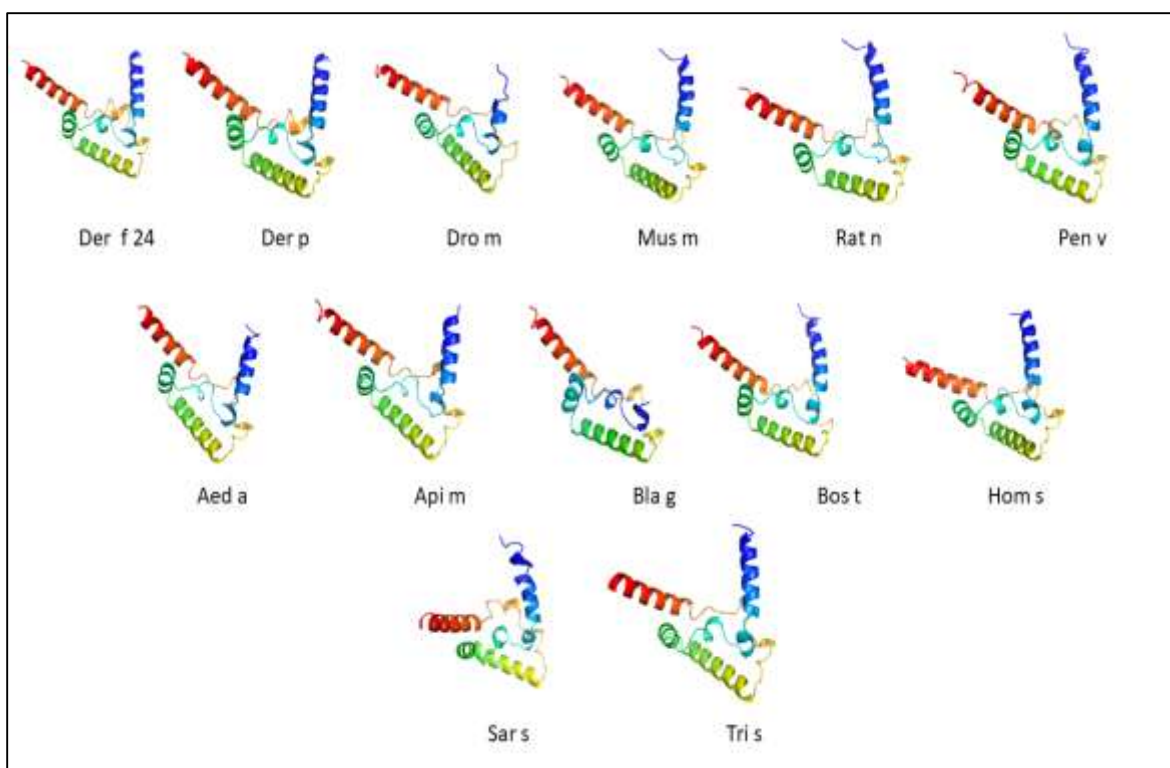 Der f 24 Der p Dro m Mus m Rat n Pen v
Aed a Api m Bla g Bos t Hom s
Sar s Tri s